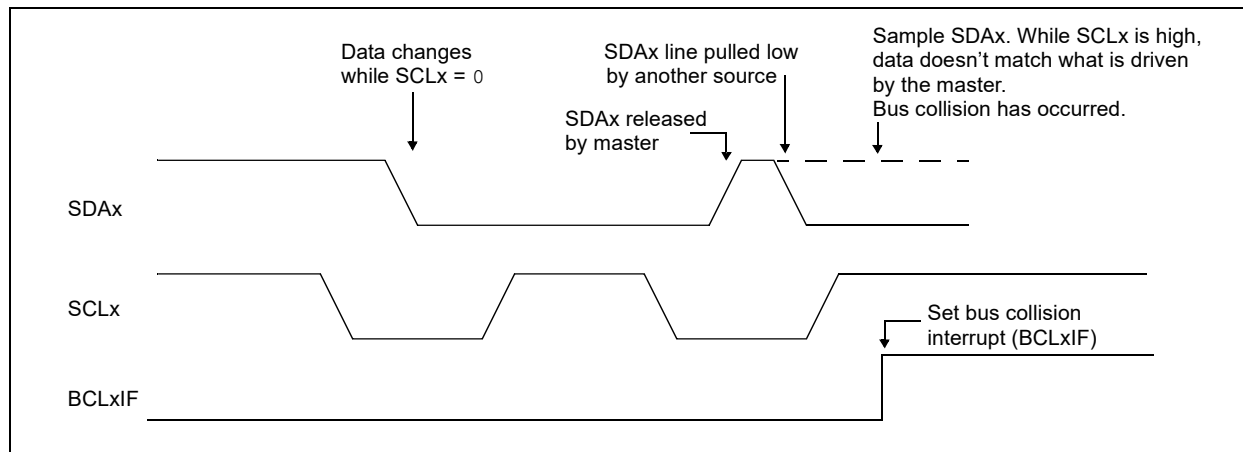 Data changes
while SCLx = 0
SDAx line pulled low
by another source
SDAx released
by master
Sample SDAx. While SCLx is high,
data doesn’t match what is driven
by the master.
Bus collision has occurred.
SDAx
SCLx
Set bus collision
interrupt (BCLxIF)
BCLxIF